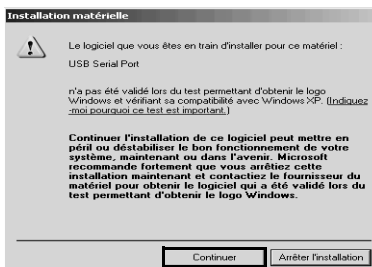 Installation matérielle
Le logiciel que vous êtes en train d'installer pour ce matériel :
USB Serial Port
n'a pas été validé lors du test permettant d'obtenir le logo
Windows et vérifiant sa compatibilité avec Windows XP. (Indiquez
-moi pourquoi ce test est important.)
Continuer l'installation de ce logiciel peut mettre en
péril ou déstabiliser le bon fonctionnement de votre
système, maintenant ou dans l'avenir. Microsoft
recommande fortement que vous arrêtiez cette
installation maintenant et contactiez le fournisseur du
matériel pour obtenir le logiciel qui a été validé lors du
test permettant d'obtenir le logo Windows.
Continuer
Arrêter l'installation